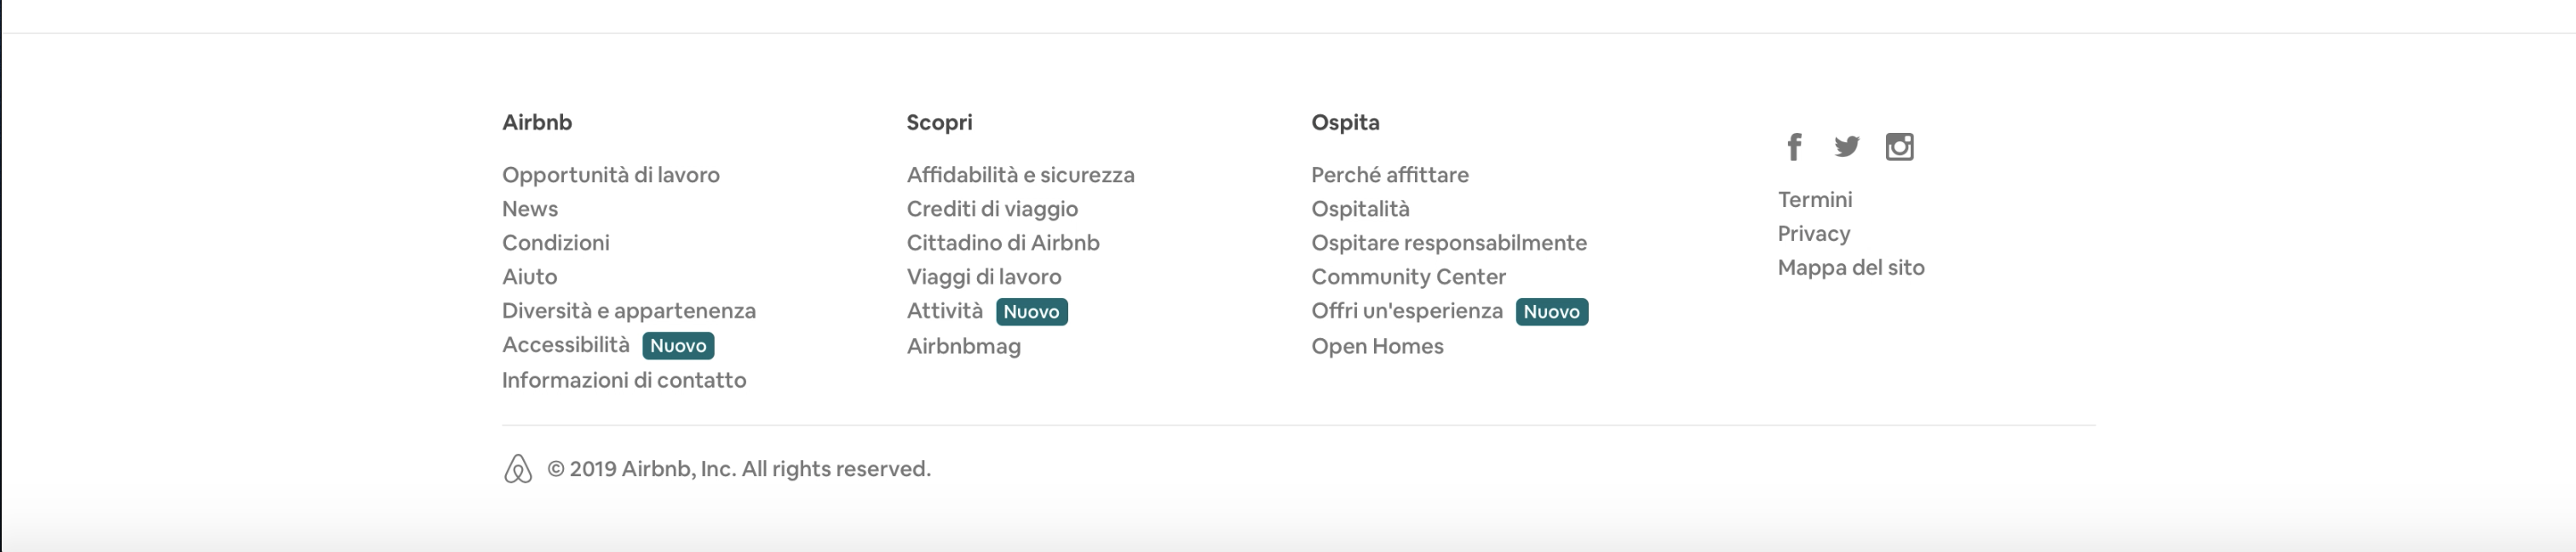 Airbnb
Opportunità di lavoro
News
Condizioni
Aiuto
Diversità e appartenenza
Accessibilità Nuovo
Informazioni di contatto
Scopri
Affidabilità e sicurezza
Crediti di viaggio
Cittadino di Airbnb
Viaggi di lavoro
Attività Nuovo
Airbnbmag
Ospita
Perché affittare
Ospitalità
Ospitare responsabilmente
Community Center
Offri un'esperienza Nuovo
Open Homes
Termini
Privacy
Mappa del sito
© 2019 Airbnb, Inc. All rights reserved.